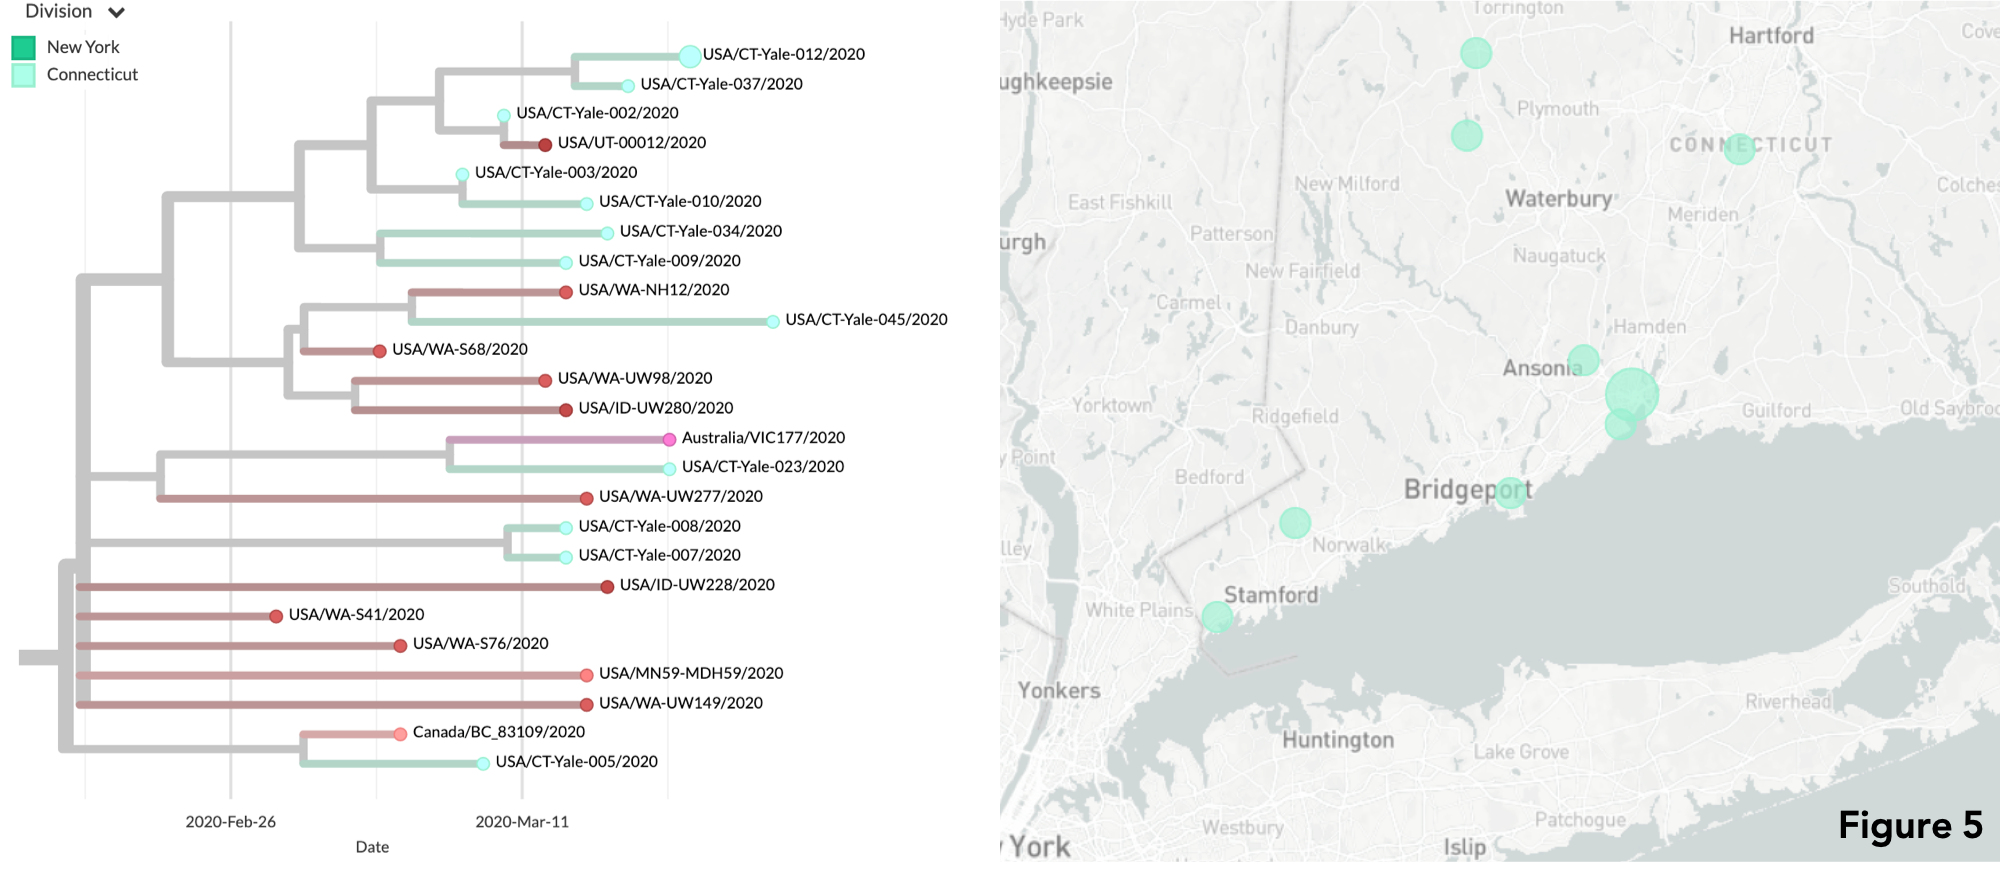 Division
New York
Connecticut
USA/CT-Yale-012/2020
USA/CT-Yale-037/2020
USA/CT-Yale-002/2020
USA/UT-00012/2020
USA/CT-Yale-003/2020
USA/CT-Yale-010/2020
USA/CT-Yale-034/2020
USA/CT-Yale-009/2020
USA/WA-NH12/2020
USA/CT-Yale-045/2020
USA/WA-S68/2020
USA/WA-UW98/2020
USA/ID-UW280/2020
Australia/VIC177/2020
USA/CT-Yale-023/2020
USA/WA-UW277/2020
USA/CT-Yale-008/2020
USA/CT-Yale-007/2020
USA/ID-UW228/2020
USA/WA-S41/2020
USA/WA-S76/2020
USA/MN59-MDH59/2020
USA/WA-UW149/2020
Canada/BC_83109/2020
USA/CT-Yale-005/2020
2020-Feb-26
2020-Mar-11
Date
Hyde Park
Torrington
Hartford
Cove
ughkeepsie
Plymouth
CONNECTICUT
New Milford
Waterbury
Colches
East Fishkill
Meriden
Patterson
urgh
Naugatuck
New Fairfield
Carmel
Danbury
Hamden
Ansonia
Yorktown
Ridgefield
Guilford
Old Saybroo
y Point
Bedford
Bridgeport
Norwalk
lley
Southold
Stamford
White Plains
Yonkers
Riverhead
Huntington
Lake Grove
Patchogue
Westbury
York
Islip
Figure 5